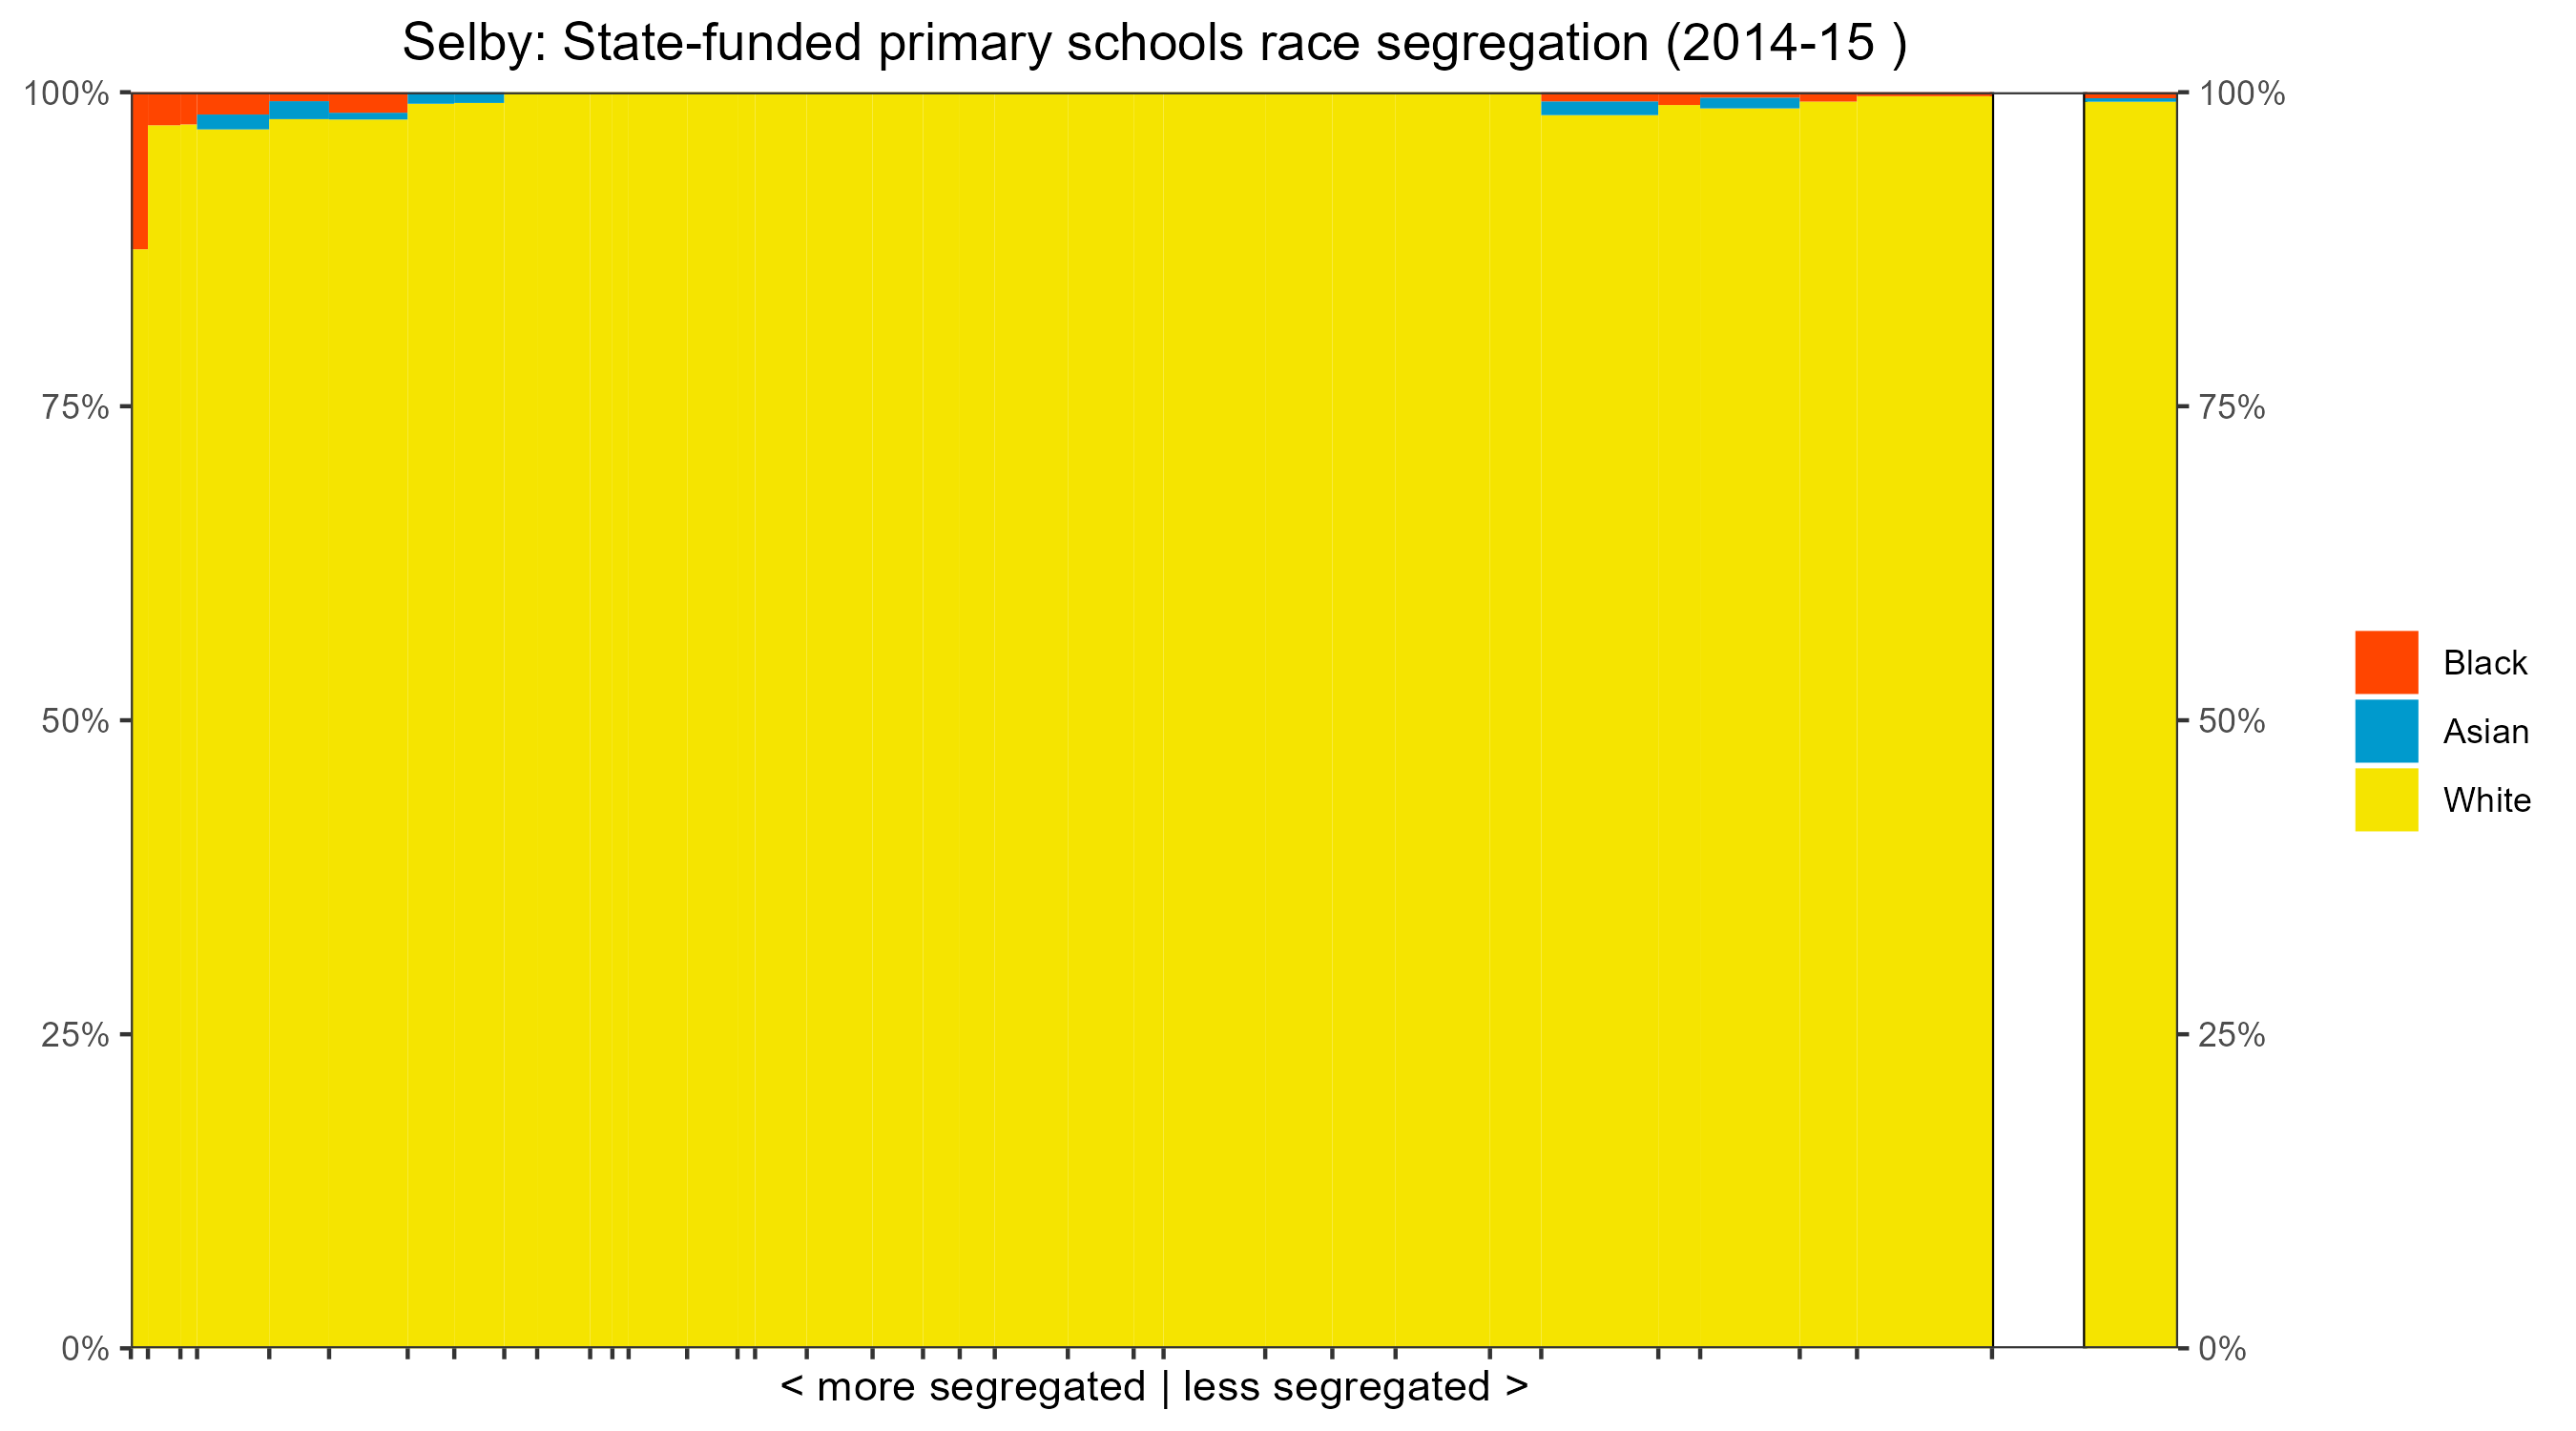 Selby: State-funded primary schools race segregation (2014-15 )
100%
75%
50%
25%
0%
100%
75%
50%
25%
0%
Black
Asian
White
< more segregated | less segregated >